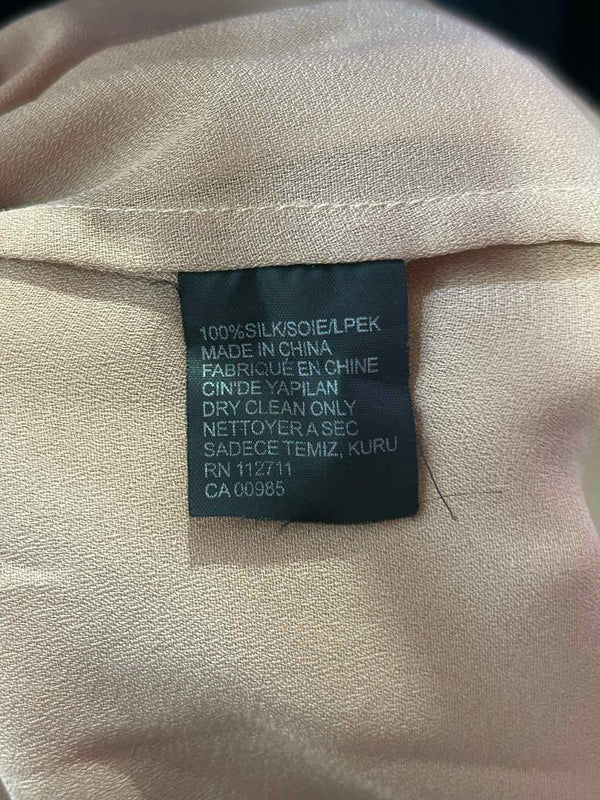 100%SILK/SOIE/LPEK
MADE IN CHINA
FABRIQUÉ EN CHINE
CIN'DE YAPILAN
DRY CLEAN ONLY
NETTOYER A SEC
SADECE TEMIZ, KURU
RN 112711
CA 00985